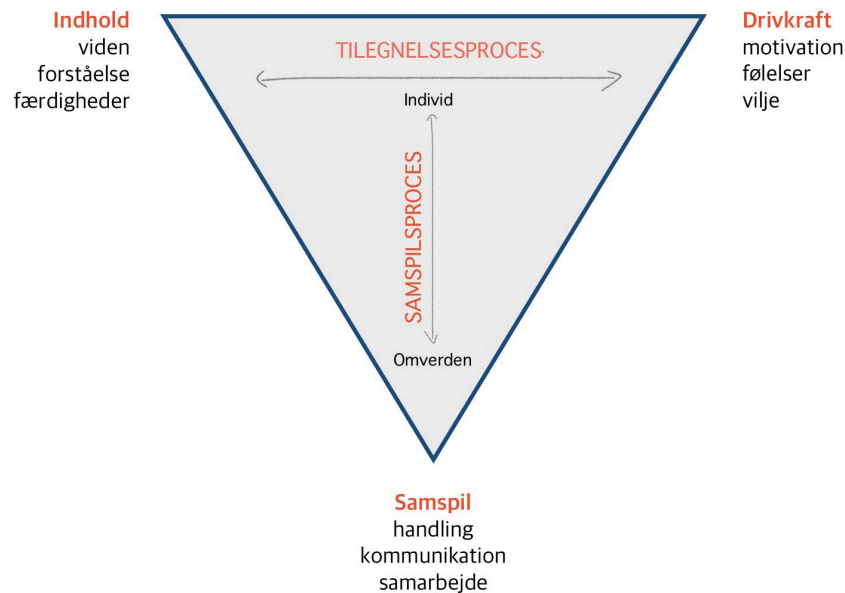 Indhold
viden
forståelse
færdigheder
Drivkraft
motivation
følelser
vilje
TILEGNELSESPROCES
Individ
SAMSPILSPROCES
Omverden
Samspil
handling
kommunikation
samarbejde